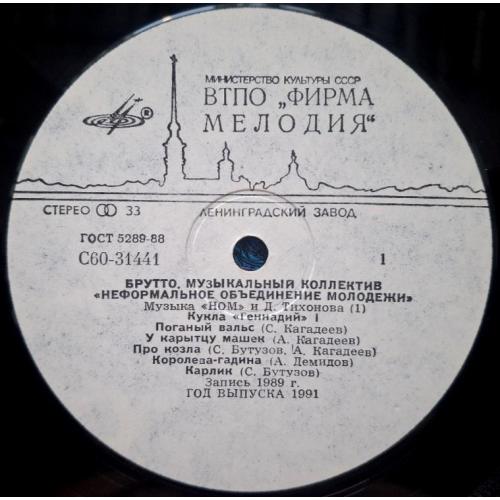 МИНИСТЕРСТВО КУЛЬТУРЫ СССР
ВТПО „ФИРМА
МЕЛОДИЯ“
®
СТЕРЕО 33 ЛЕНИНГРАДСКИЙ ЗАВОД
ГОСТ 5289-88
С60-31441 1
БРУТТО, МУЗЫКАЛЬНЫЙ КОЛЛЕКТИВ
«НЕФОРМАЛЬНОЕ ОБЪЕДИНЕНИЕ МОЛОДЕЖИ»
Музыка «НОМ» и Д. Тихонова (1)
Кукла «Геннадий» I
Поганый вальс (С. Кагадеев)
У карытцу машек (А. Кагадеев)
Про козла (С. Бутузов, А. Кагадеев)
Королева-гадина (А. Демидов)
Карлик (С. Бутузов)
Запись 1989 г.
ГОД ВЫПУСКА 1991